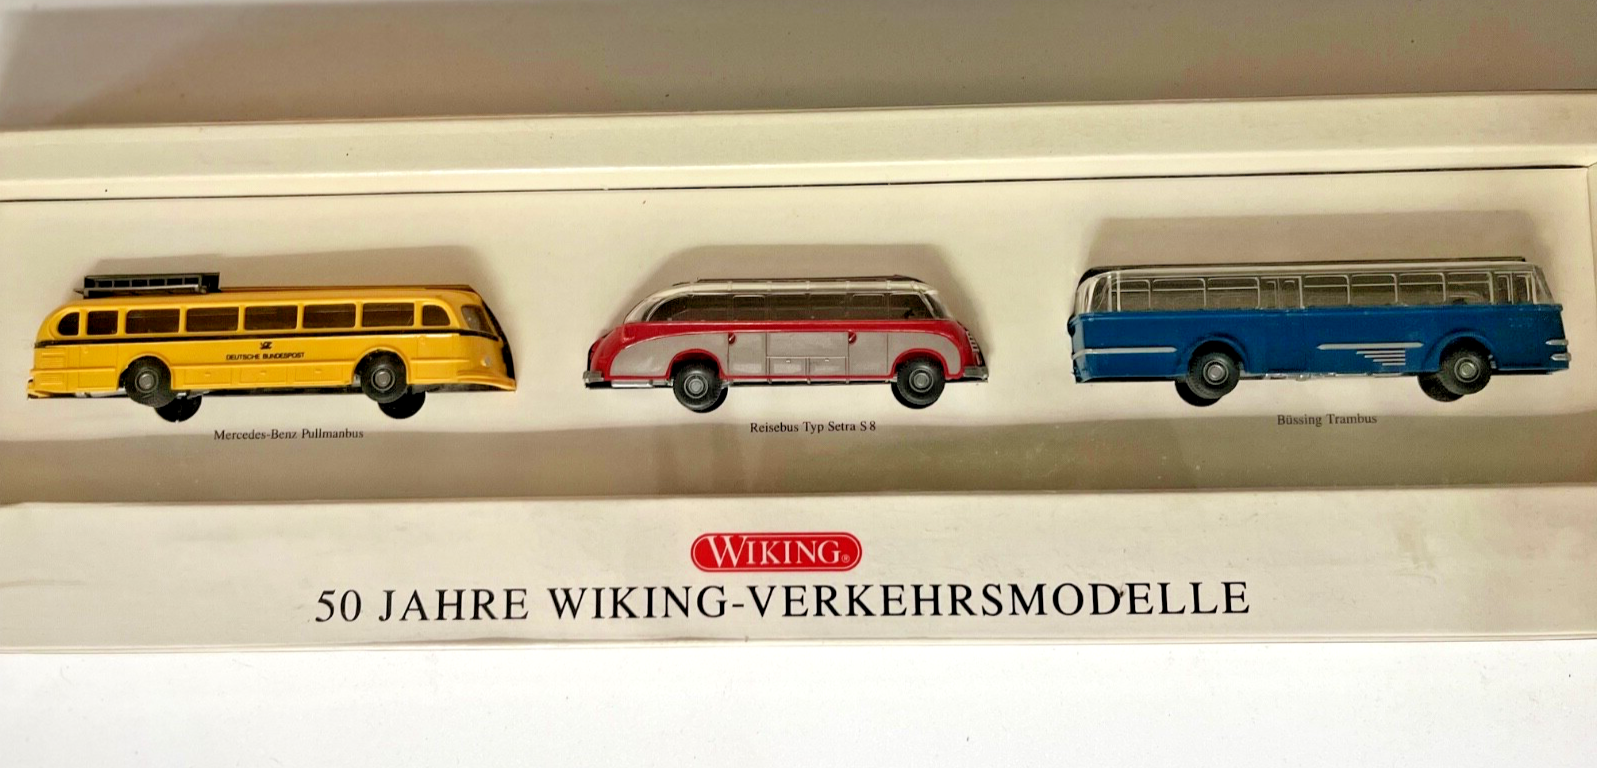 DEUTSCHE BUNDESPOST
Mercedes-Benz Pullmanbus
Reisebus Typ Setra S 8
Büssing Trambus
WIKING®
50 JAHRE WIKING-VERKEHRSMODELLE